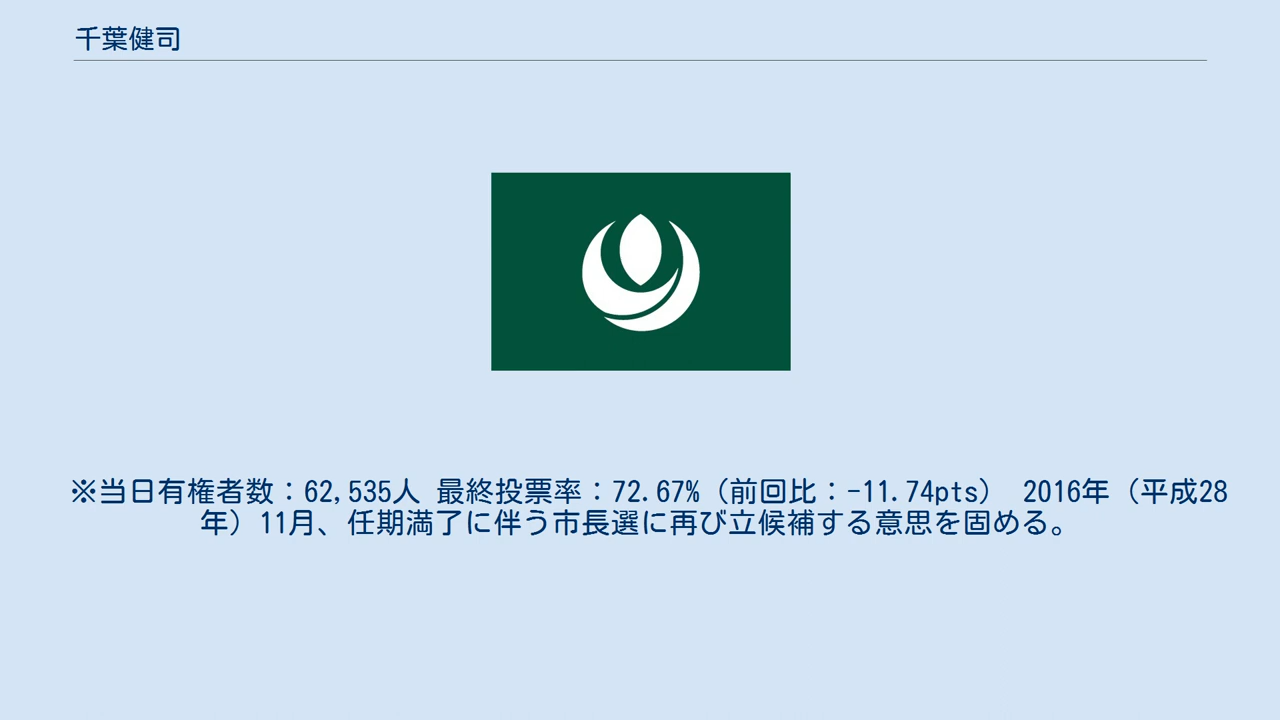 千葉健司
※当日有権者数：62,535人 最終投票率：72.67%（前回比：-11.74pts） 2016年（平成28
年）11月、任期満了に伴う市長選に再び立候補する意思を固める。